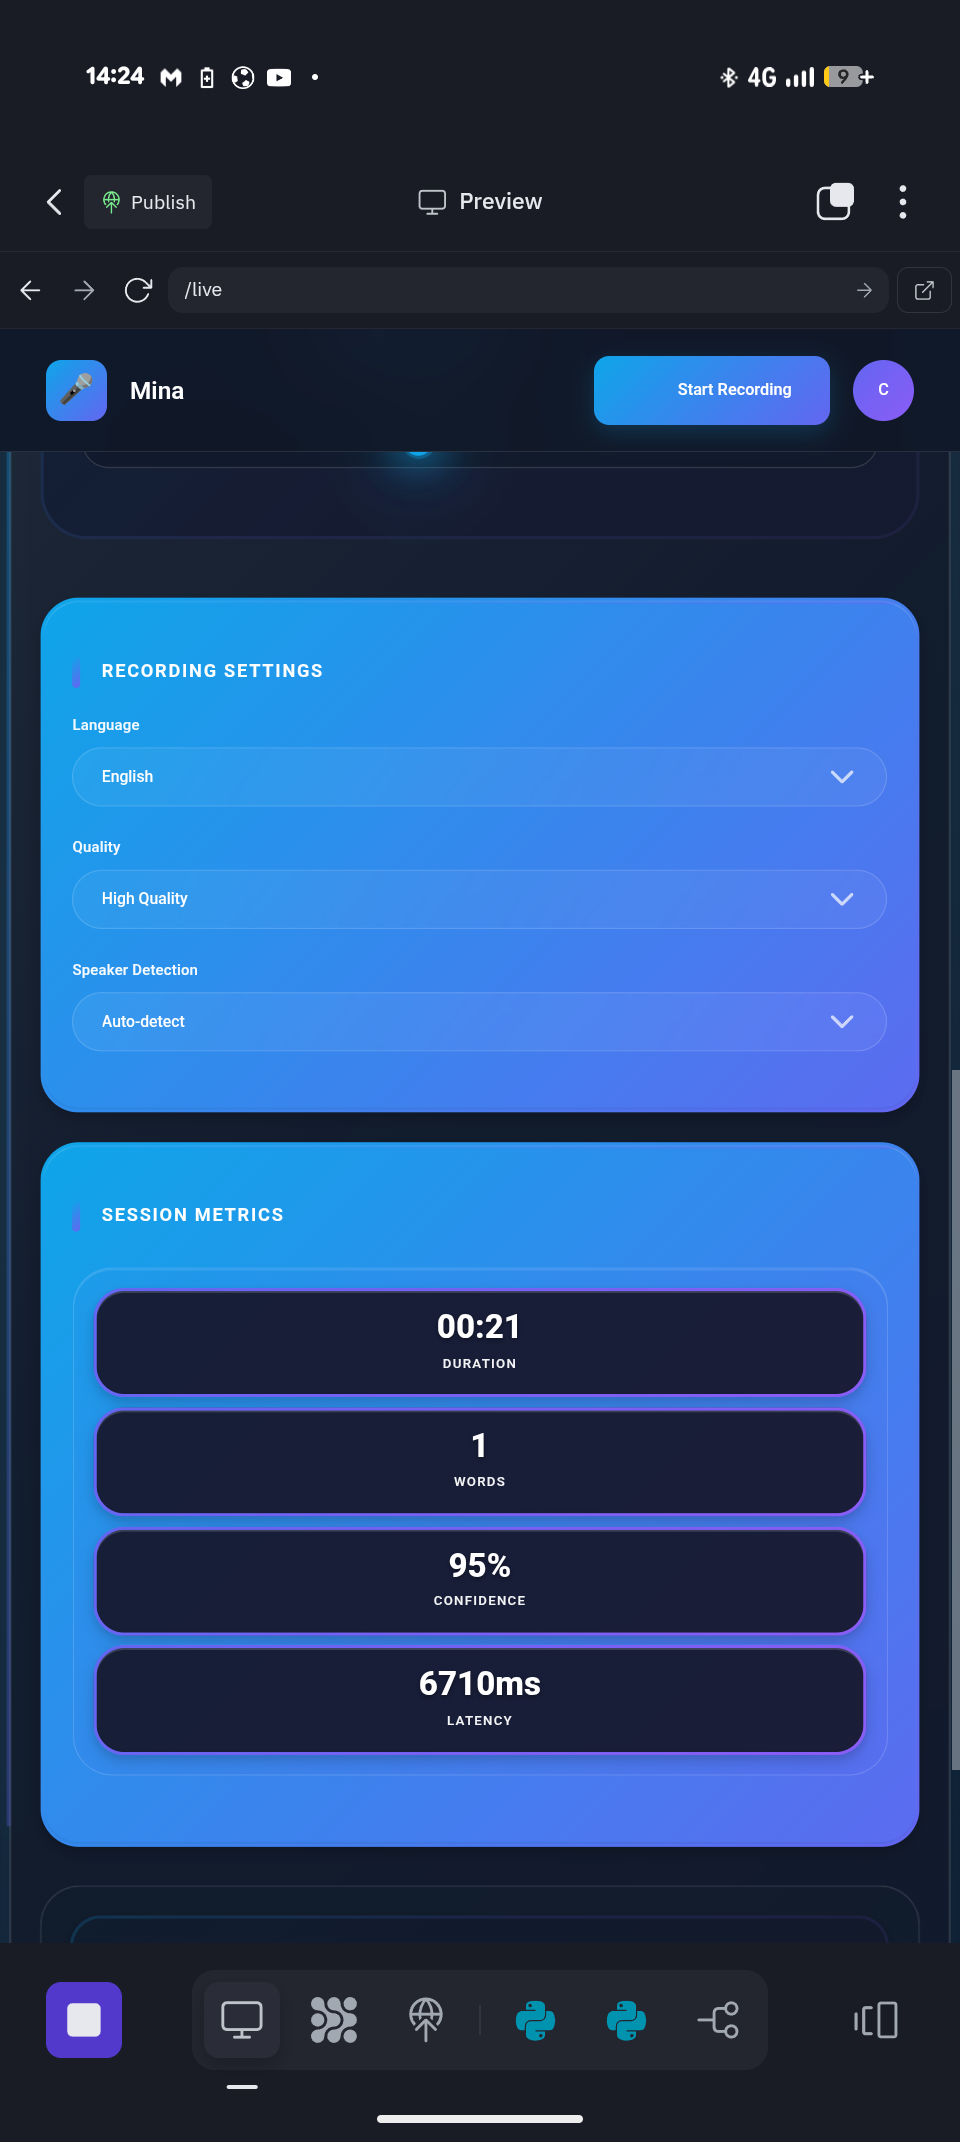 14:24
4G
9
Publish
Preview
/live
Mina
Start Recording
C
RECORDING SETTINGS
Language
English
Quality
High Quality
Speaker Detection
Auto-detect
SESSION METRICS
00:21
DURATION
1
WORDS
95%
CONFIDENCE
6710ms
LATENCY